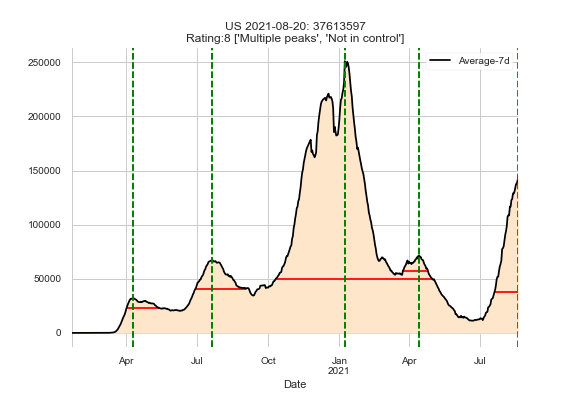 US 2021-08-20: 37613597
Rating:8 ['Multiple peaks', 'Not in control']
Average-7d
250000
200000
150000
100000
50000
0
Apr Jul Oct Jan Apr Jul
2021
Date